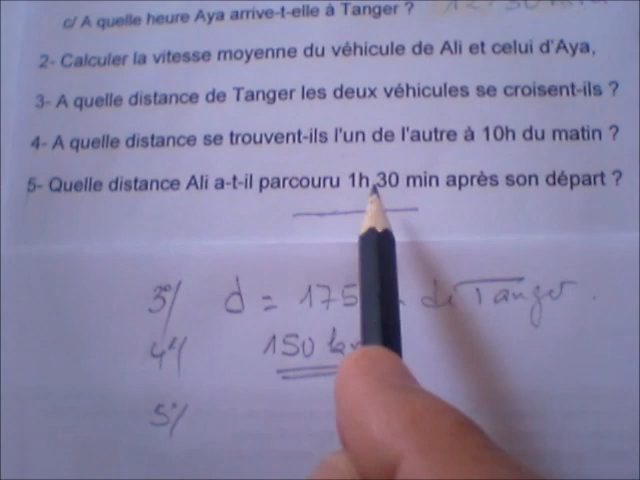 c/ A quelle heure Aya arrive-t-elle à Tanger ?
2- Calculer la vitesse moyenne du véhicule de Ali et celui d'Aya,
3- A quelle distance de Tanger les deux véhicules se croisent-ils ?
4- A quelle distance se trouvent-ils l'un de l'autre à 10h du matin ?
5- Quelle distance Ali a-t-il parcouru 1h 30 min après son départ ?
3°/ d = 175 de Tanger.
4°/ 150
5°/